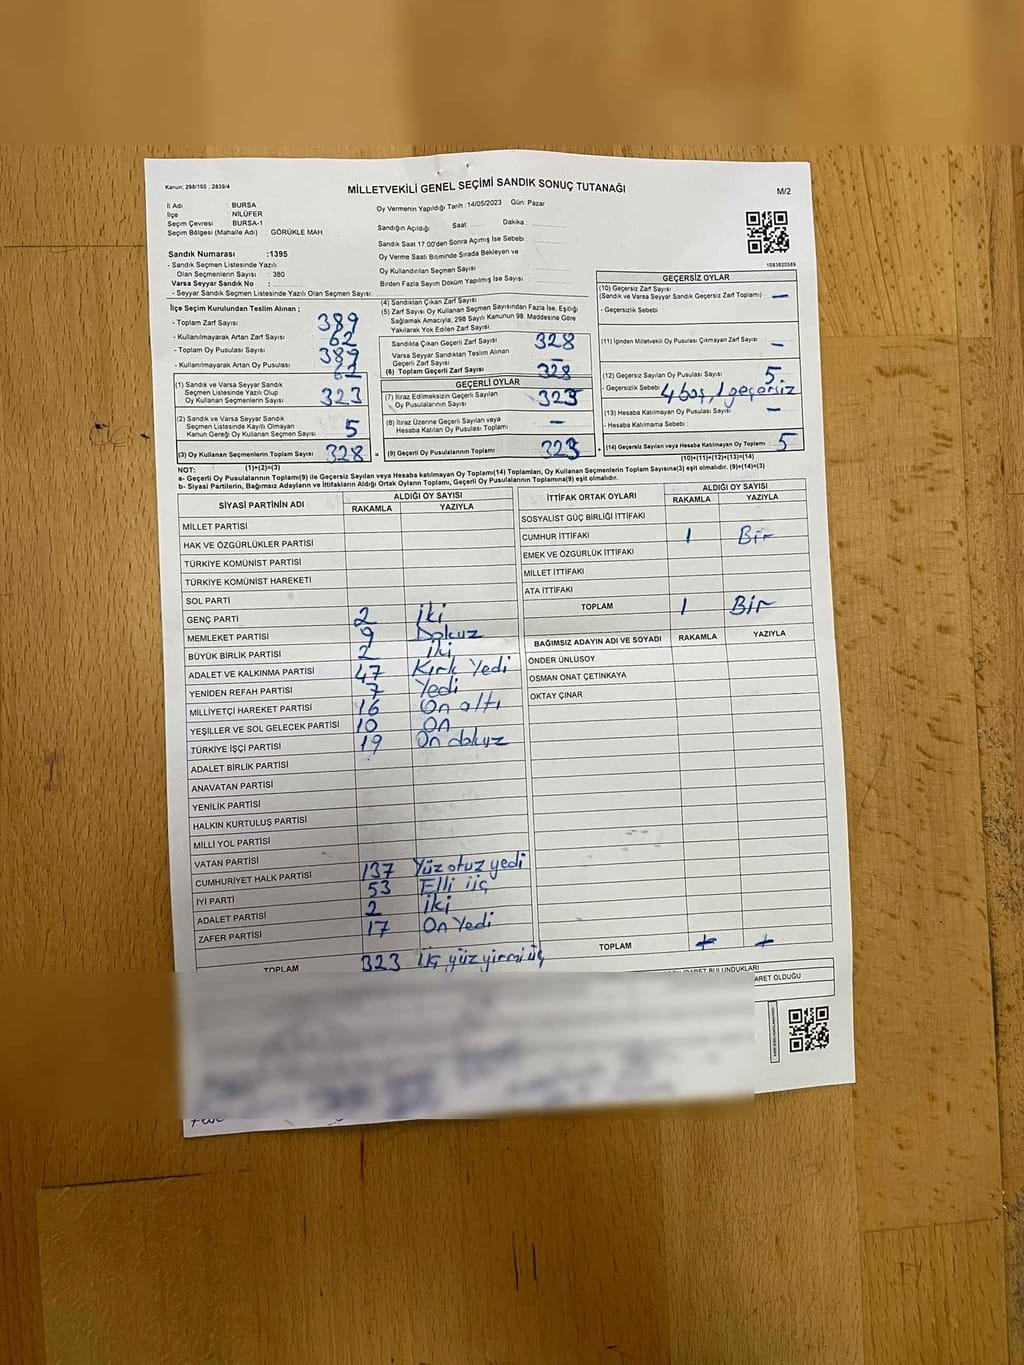 Kanun; 298/105 , 2839/4
MİLLETVEKİLİ GENEL SEÇİMİ SANDIK SONUÇ TUTANAĞI
M/2
İl Adı : BURSA
İlçe : NİLÜFER
Seçim Çevresi : BURSA-1
Seçim Bölgesi (Mahalle Adı) : GÖRÜKLE MAH
Sandık Numarası :1395
- Sandık Seçmen Listesinde Yazılı
Olan Seçmenlerin Sayısı : 380
Varsa Seyyar Sandık No :
- Seyyar Sandık Seçmen Listesinde Yazılı Olan Seçmen Sayısı:
Oy Vermenin Yapıldığı Tarih : 14/05/2023 Gün: Pazar
Sandığın Açıldığı Saat Dakika :
Sandık Saat 17.00'den Sonra Açımış İse Sebebi :
Oy Verme Saati Bitiminde Sırada Bekleyen ve
Oy Kullandırılan Seçmen Sayısı :
Birden Fazla Sayım Döküm Yapılmış İse Sayısı :
1083820589
İlçe Seçim Kurulundan Teslim Alınan ;
- Toplam Zarf Sayısı 389
- Kullanılmayarak Artan Zarf Sayısı : 62
- Toplam Oy Pusulası Sayısı : 389
- Kullanılmayarak Artan Oy Pusulası : 62
(1) Sandık ve Varsa Seyyar Sandık
Seçmen Listesinde Yazılı Olup
Oy Kullanan Seçmenlerin Sayısı 323
(2) Sandık ve Varsa Seyyar Sandık
Seçmen Listesinde Kayıtlı Olmayan
Kanun Gereği Oy Kullanan Seçmen Sayısı 5
(3) Oy Kullanan Seçmenlerin Toplam Sayısı 328
(1)+(2)=(3)
(4) Sandıktan Çıkan Zarf Sayısı
(5) Zarf Sayısı Oy Kullanan Seçmen Sayısından Fazla İse, Eşitliği
Sağlamak Amacıyla, 298 Sayılı Kanunun 98. Maddesine Göre
Yakılarak Yok Edilen Zarf Sayısı :
Sandıkta Çıkan Geçerli Zarf Sayısı 328
Varsa Seyyar Sandıktan Teslim Alınan
Geçerli Zarf Sayısı –
(6) Toplam Geçerli Zarf Sayısı 328
GEÇERLİ OYLAR
(7) İtiraz Edilmeksizin Geçerli Sayılan
Oy Pusulalarının Sayısı 323
(8) İtiraz Üzerine Geçerli Sayılan veya
Hesaba Katılan Oy Pusulası Toplamı –
= (9) Geçerli Oy Pusulalarının Toplamı 323
GEÇERSİZ OYLAR
(10) Geçersiz Zarf Sayısı
(Sandık ve Varsa Seyyar Sandık Geçersiz Zarf Toplamı) –
- Geçersizlik Sebebi :
(11) İçinden Milletvekili Oy Pusulası Çıkmayan Zarf Sayısı –
(12) Geçersiz Sayılan Oy Pusulası Sayısı 5
- Geçersizlik Sebebi 4 boş, 1 geçersiz
(13) Hesaba Katılmayan Oy Pusulası Sayısı –
- Hesaba Katılmama Sebebi :
+ (14) Geçersiz Sayılan veya Hesaba Katılmayan Oy Toplamı : 5
(10)+(11)+(12)+(13)=(14)
NOT:
a- Geçerli Oy Pusulalarının Toplamı(9) ile Geçersiz Sayılan veya Hesaba katılmayan Oy Toplamı(14) Toplamları, Oy Kullanan Seçmenlerin Toplam Sayısına(3) eşit olmalıdır. (9)+(14)=(3)
b- Siyasi Partilerin, Bağımsız Adayların ve İttifakların Aldığı Ortak Oyların Toplamı, Geçerli Oy Pusulalarının Toplamına(9) eşit olmalıdır.
SİYASİ PARTİNİN ADI ALDIĞI OY SAYISI
RAKAMLA YAZIYLA
MİLLET PARTİSİ
HAK VE ÖZGÜRLÜKLER PARTİSİ
TÜRKİYE KOMÜNİST PARTİSİ
TÜRKİYE KOMÜNİST HAREKETİ
SOL PARTİ
GENÇ PARTİ 2 iki
MEMLEKET PARTİSİ 9 Dokuz
BÜYÜK BİRLİK PARTİSİ 2 iki
ADALET VE KALKINMA PARTİSİ 47 Kırk Yedi
YENİDEN REFAH PARTİSİ 7 Yedi
MİLLİYETÇİ HAREKET PARTİSİ 16 On altı
YEŞİLLER VE SOL GELECEK PARTİSİ 10 ON
TÜRKİYE İŞÇİ PARTİSİ 19 On dokuz
ADALET BİRLİK PARTİSİ
ANAVATAN PARTİSİ
YENİLİK PARTİSİ
HALKIN KURTULUŞ PARTİSİ
MİLLİ YOL PARTİSİ
VATAN PARTİSİ
CUMHURİYET HALK PARTİSİ 137 Yüz otuz yedi
İYİ PARTİ 53 Elli üç
ADALET PARTİSİ 2 iki
ZAFER PARTİSİ 17 On Yedi
TOPLAM 323 Üç yüz yirmi üç
İTTİFAK ORTAK OYLARI ALDIĞI OY SAYISI
RAKAMLA YAZIYLA
SOSYALİST GÜÇ BİRLİĞİ İTTİFAKI
CUMHUR İTTİFAKI 1 Bir
EMEK VE ÖZGÜRLÜK İTTİFAKI
MİLLET İTTİFAKI
ATA İTTİFAKI
TOPLAM 1 Bir
BAĞIMSIZ ADAYIN ADI VE SOYADI RAKAMLA YAZIYLA
ÖNDER ÜNLÜSOY
OSMAN ONAT ÇETİNKAYA
OKTAY ÇINAR
TOPLAM
BULUNDUKLARI
ARET OLDUĞU